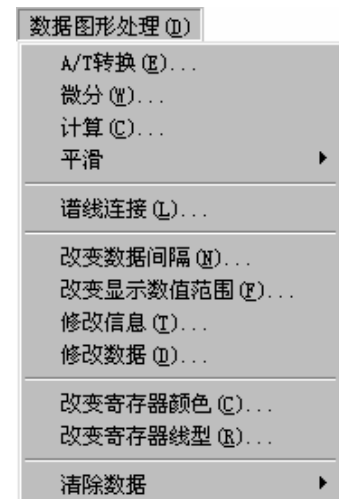 数据图形处理(D)
A/T转换(E)...
微分(W)...
计算(C)...
平滑
谱线连接(L)...
改变数据间隔(N)...
改变显示数值范围(F)...
修改信息(T)...
修改数据(D)...
改变寄存器颜色(C)...
改变寄存器线型(R)...
清除数据